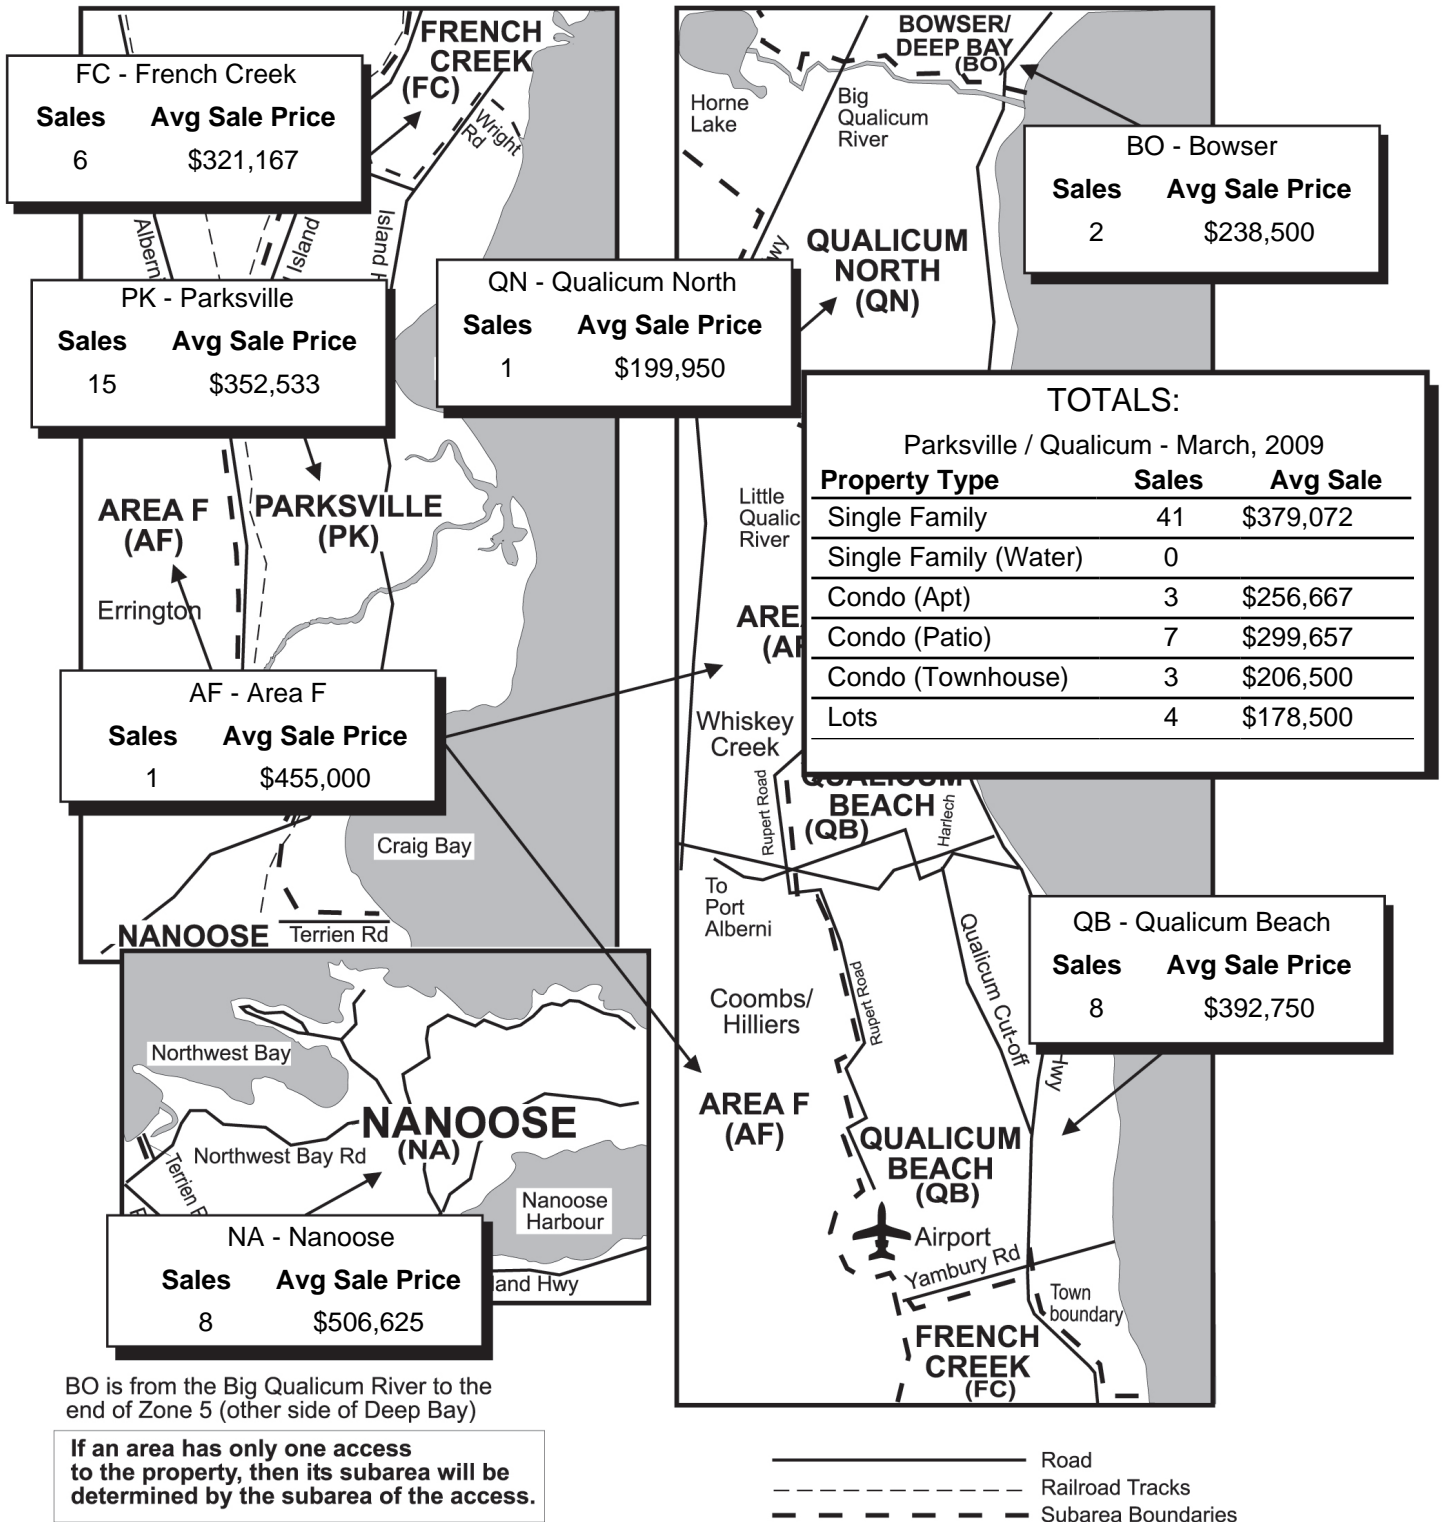 FRENCH
CREEK
(FC)
Wright
Rd
FC - French Creek
Sales Avg Sale Price
6 $321,167
Island
Island
PK - Parksville
Sales Avg Sale Price
15 $352,533
AREA F
(AF)
PARKSVILLE
(PK)
Errington
AF - Area F
Sales Avg Sale Price
1 $455,000
Craig Bay
NANOOSE
Terrien Rd
Northwest Bay
NANOOSE
(NA)
Northwest Bay Rd
Terrien
Nanoose
Harbour
NA - Nanoose
Sales Avg Sale Price
8 $506,625
Hwy
BO is from the Big Qualicum River to the
end of Zone 5 (other side of Deep Bay)
If an area has only one access
to the property, then its subarea will be
determined by the subarea of the access.
BOWSER/
DEEP BAY
(BO)
Horne
Lake
Big
Qualicum
River
BO - Bowser
Sales Avg Sale Price
2 $238,500
QUALICUM
NORTH
(QN)
QN - Qualicum North
Sales Avg Sale Price
1 $199,950
TOTALS:
Parksville / Qualicum - March, 2009
Property Type Sales Avg Sale
Single Family 41 $379,072
Single Family (Water) 0
Condo (Apt) 3 $256,667
Condo (Patio) 7 $299,657
Condo (Townhouse) 3 $206,500
Lots 4 $178,500
Little
River
Whiskey
Creek
QUALICUM
BEACH
(QB)
Rupert Road
Harlech
To
Port
Alberni
Qualicum Cut-off
QB - Qualicum Beach
Sales Avg Sale Price
8 $392,750
Coombs/
Hilliers
Rupert Road
Hwy
AREA F
(AF)
QUALICUM
BEACH
(QB)
Airport
Yambury Rd
Town
boundary
FRENCH
CREEK
(FC)
Road
Railroad Tracks
Subarea Boundaries